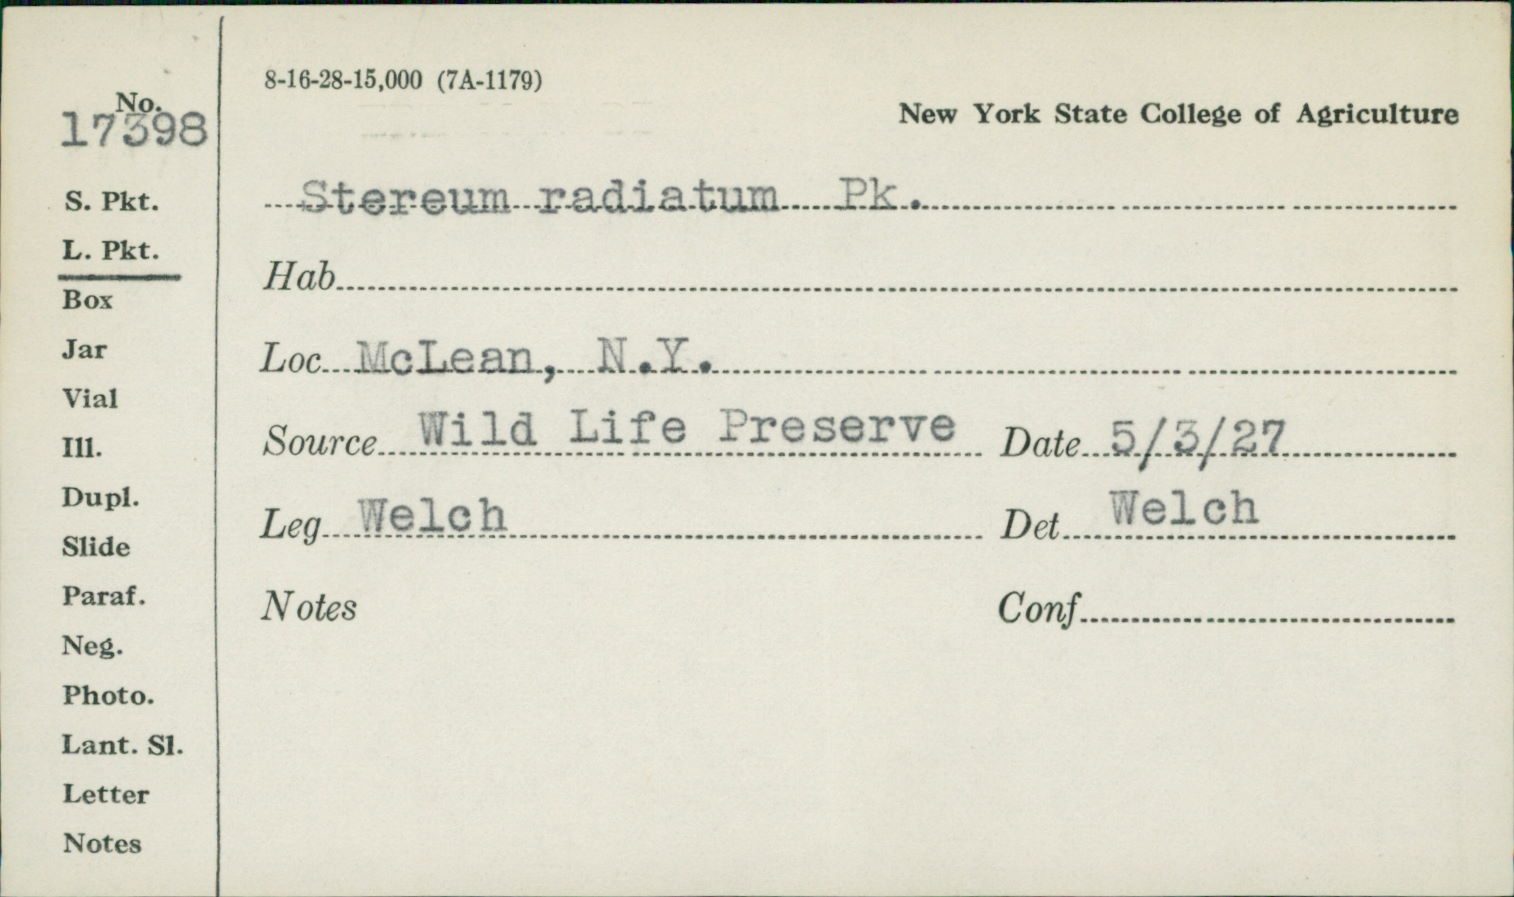 8-16-28-15,000 (7A-1179)
New York State College of Agriculture
No.
17398
S. Pkt.
L. Pkt.
Box
Jar
Vial
Ill.
Dupl.
Slide
Paraf.
Neg.
Photo.
Lant. Sl.
Letter
Notes
Stereum radiatum Pk.
Hab
Loc McLean, N.Y.
Source Wild Life Preserve Date 5/3/27
Leg Welch Det Welch
Notes Conf